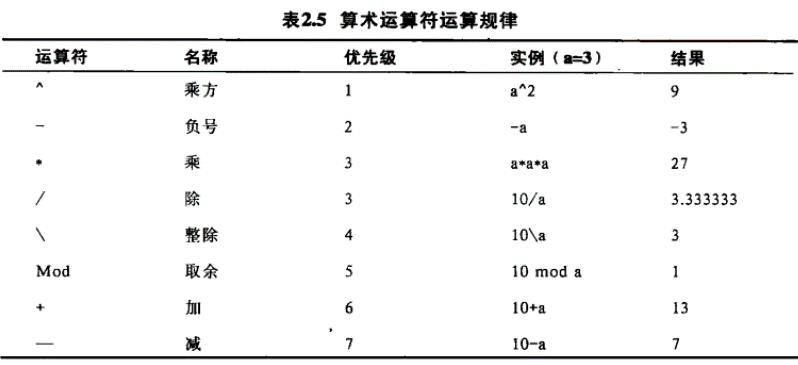 表2.5 算术运算符运算规律
运算符 名称 优先级 实例（a=3） 结果
^ 乘方 1 a^2 9
- 负号 2 -a -3
* 乘 3 a*a*a 27
/ 除 3 10/a 3.333333
\ 整除 4 10\a 3
Mod 取余 5 10 mod a 1
+ 加 6 10+a 13
— 减 7 10-a 7